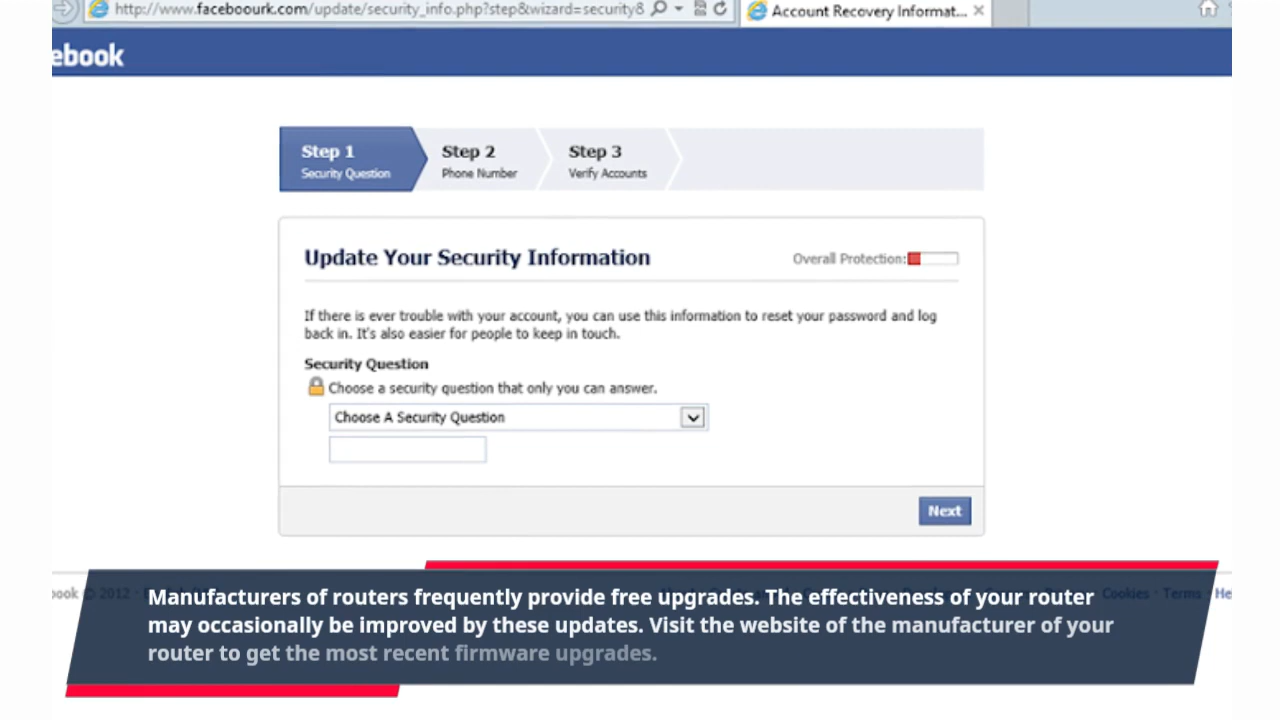 http://www.faceboourk.com/update/security_info.php?step&wizard=security8
Account Recovery Informat...
ebook
Step 1
Step 2
Step 3
Security Question
Phone Number
Verify Accounts
Update Your Security Information
Overall Protection:
If there is ever trouble with your account, you can use this information to reset your password and log
back in. It's also easier for people to keep in touch.
Security Question
Choose a security question that only you can answer.
Choose A Security Question
Next
ook © 2012 ·
Cookies · Terms · He
Manufacturers of routers frequently provide free upgrades. The effectiveness of your router
may occasionally be improved by these updates. Visit the website of the manufacturer of your
router to get the most recent firmware upgrades.